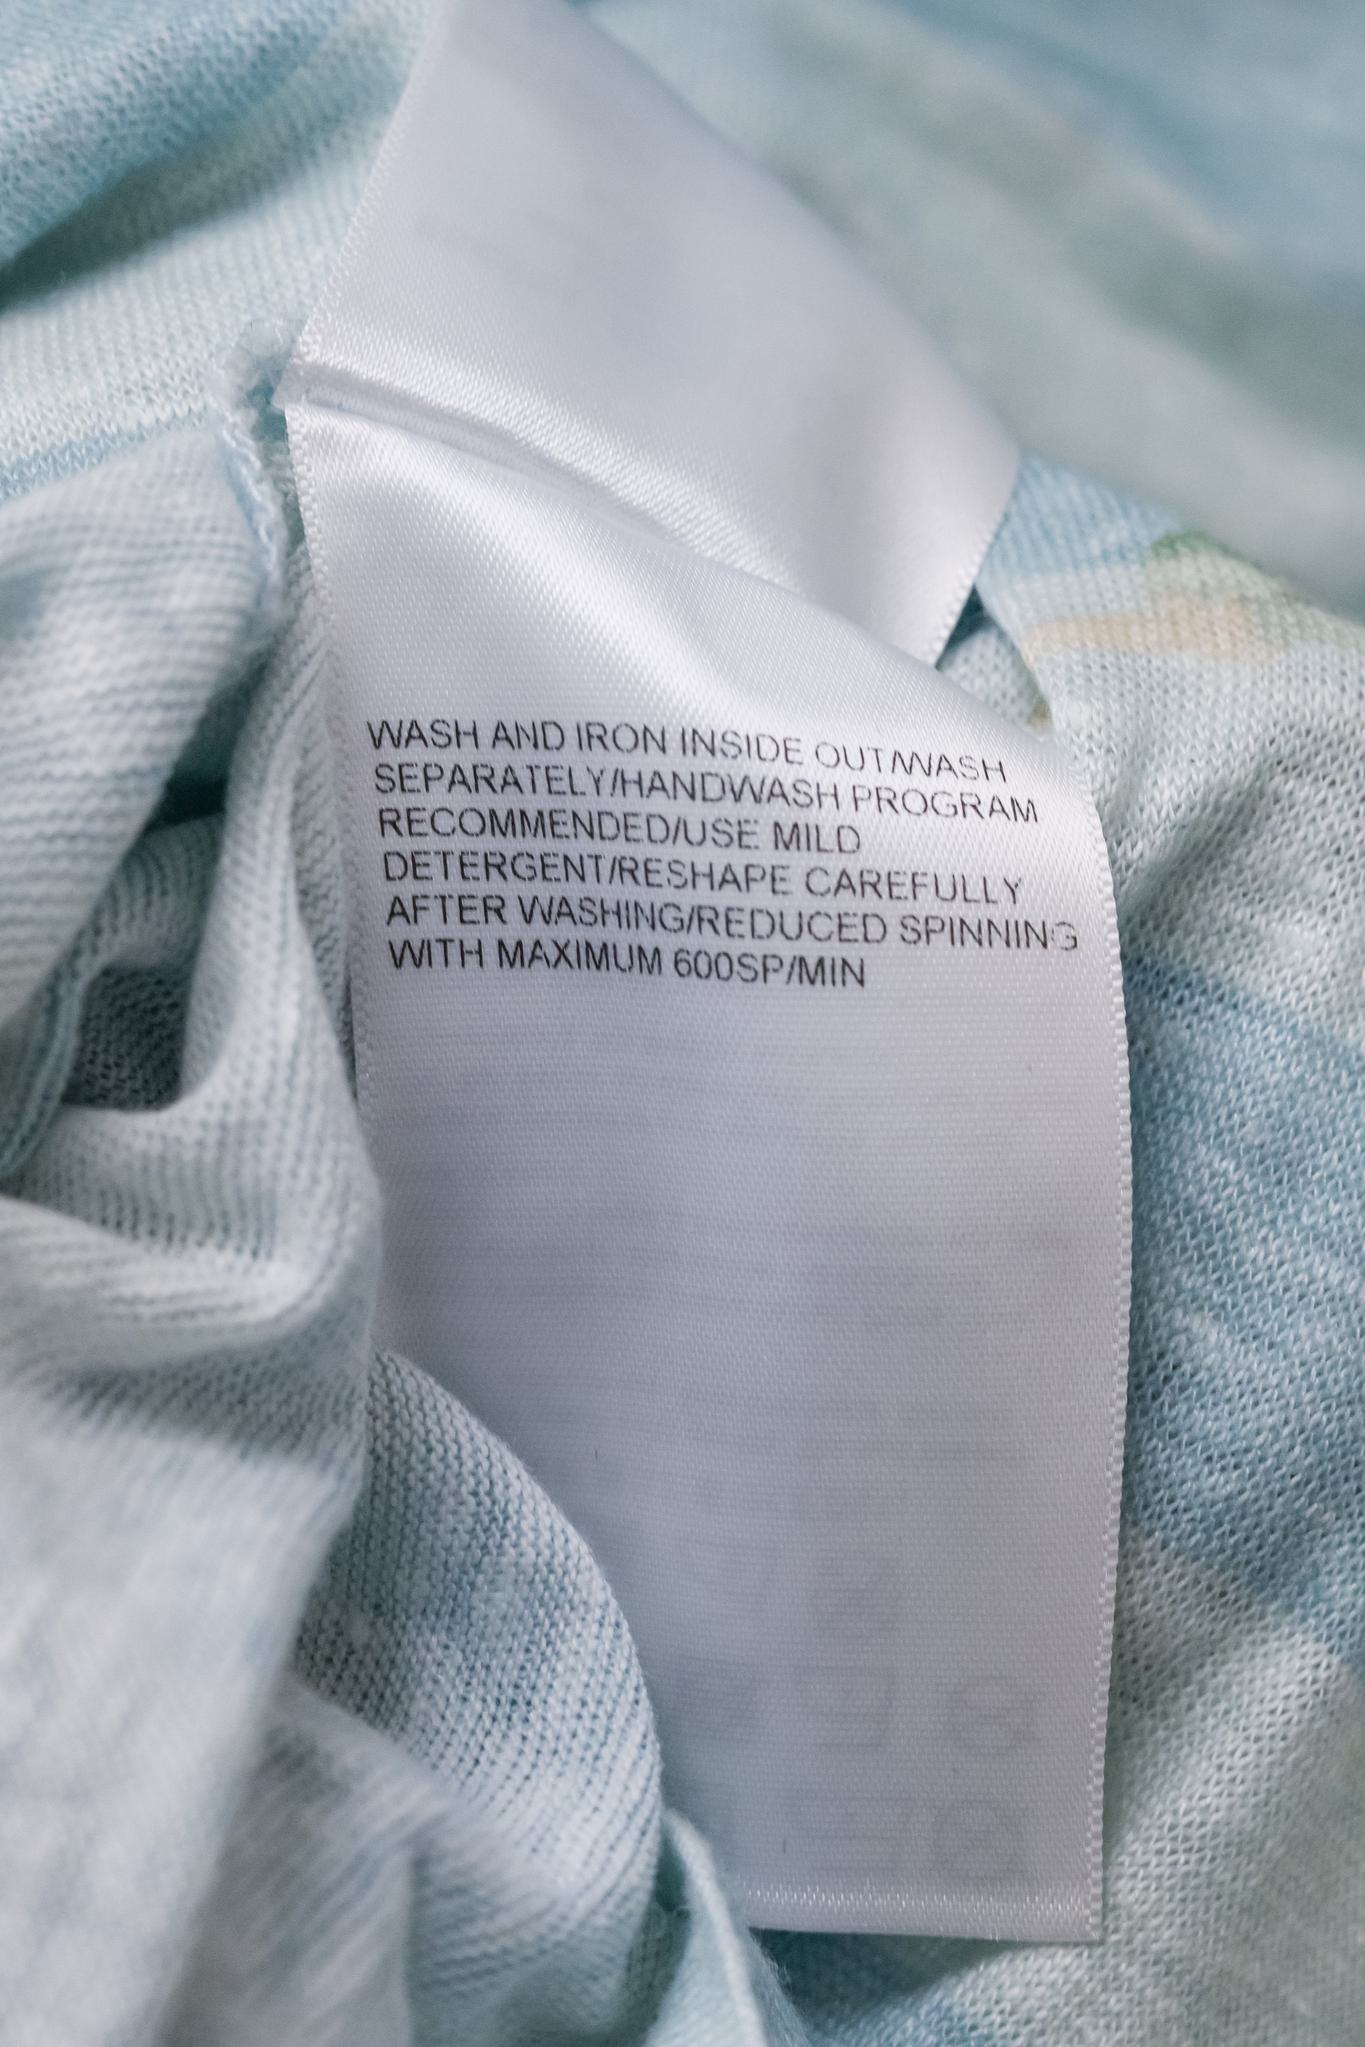 WASH AND IRON INSIDE OUT/WASH
SEPARATELY/HANDWASH PROGRAM
RECOMMENDED/USE MILD
DETERGENT/RESHAPE CAREFULLY
AFTER WASHING/REDUCED SPINNING
WITH MAXIMUM 600SP/MIN